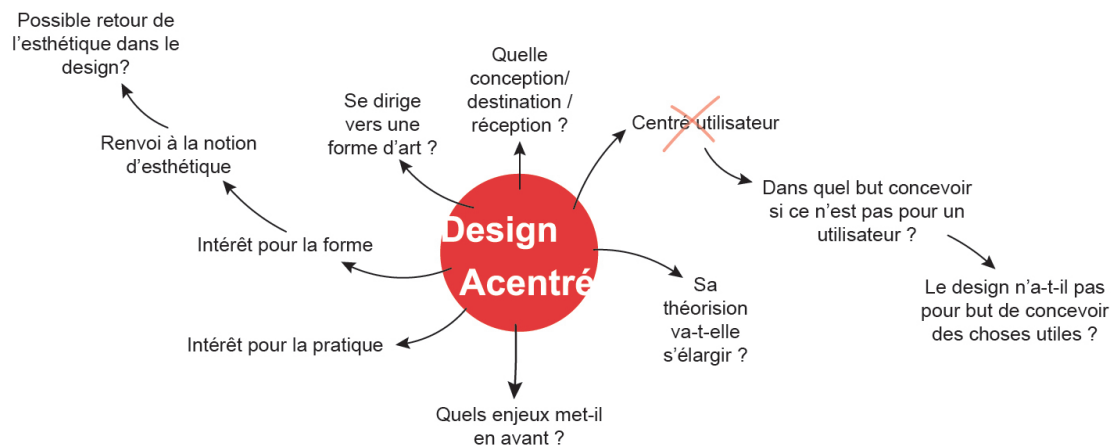 Possible retour de
l’esthétique dans le
design?
Renvoi à la notion
d’esthétique
Intérêt pour la forme
Intérêt pour la pratique
Se dirige
vers une
forme d’art ?
Quelle
conception/
destination /
réception ?
Centré utilisateur
Dans quel but concevoir
si ce n’est pas pour un
utilisateur ?
Le design n’a-t-il pas
pour but de concevoir
des choses utiles ?
Design
Acentré
Sa
théorision
va-t-elle
s’élargir ?
Quels enjeux met-il
en avant ?